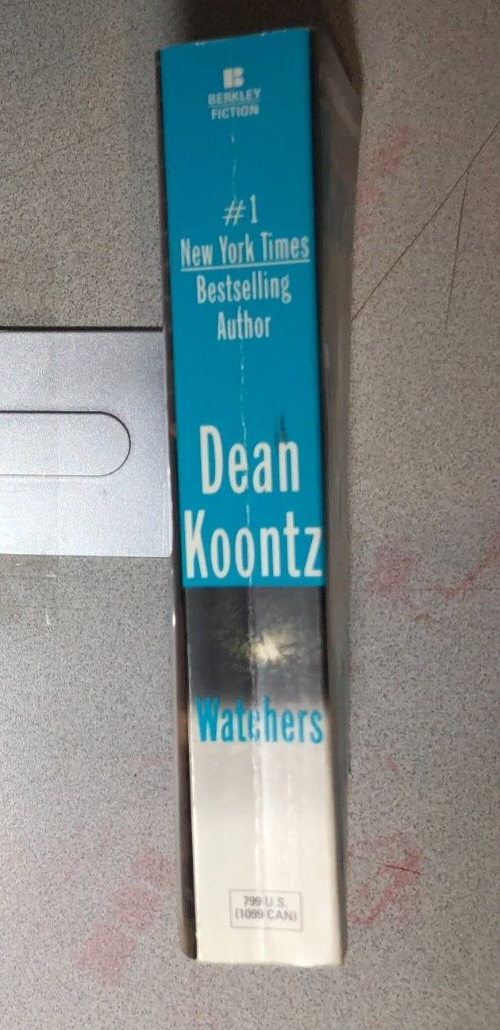 BERKLEY
FICTION
#1
New York Times
Bestselling
Author
Dean
Koontz
Watchers
799 U.S.
(1099 CAN)